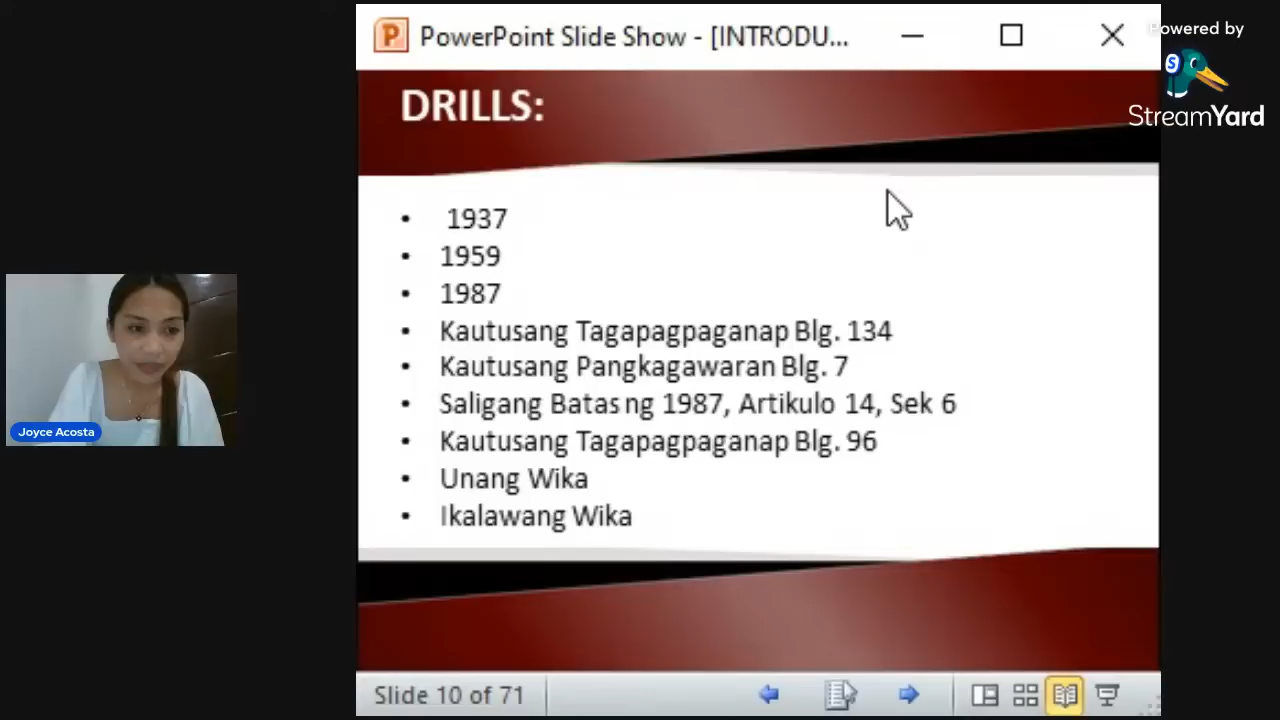 PowerPoint Slide Show - [INTRODU...
Powered by
StreamYard
DRILLS:
• 1937
• 1959
• 1987
• Kautusang Tagapagpaganap Blg. 134
• Kautusang Pangkagawaran Blg. 7
• Saligang Batas ng 1987, Artikulo 14, Sek 6
• Kautusang Tagapagpaganap Blg. 96
• Unang Wika
• Ikalawang Wika
Joyce Acosta
Slide 10 of 71